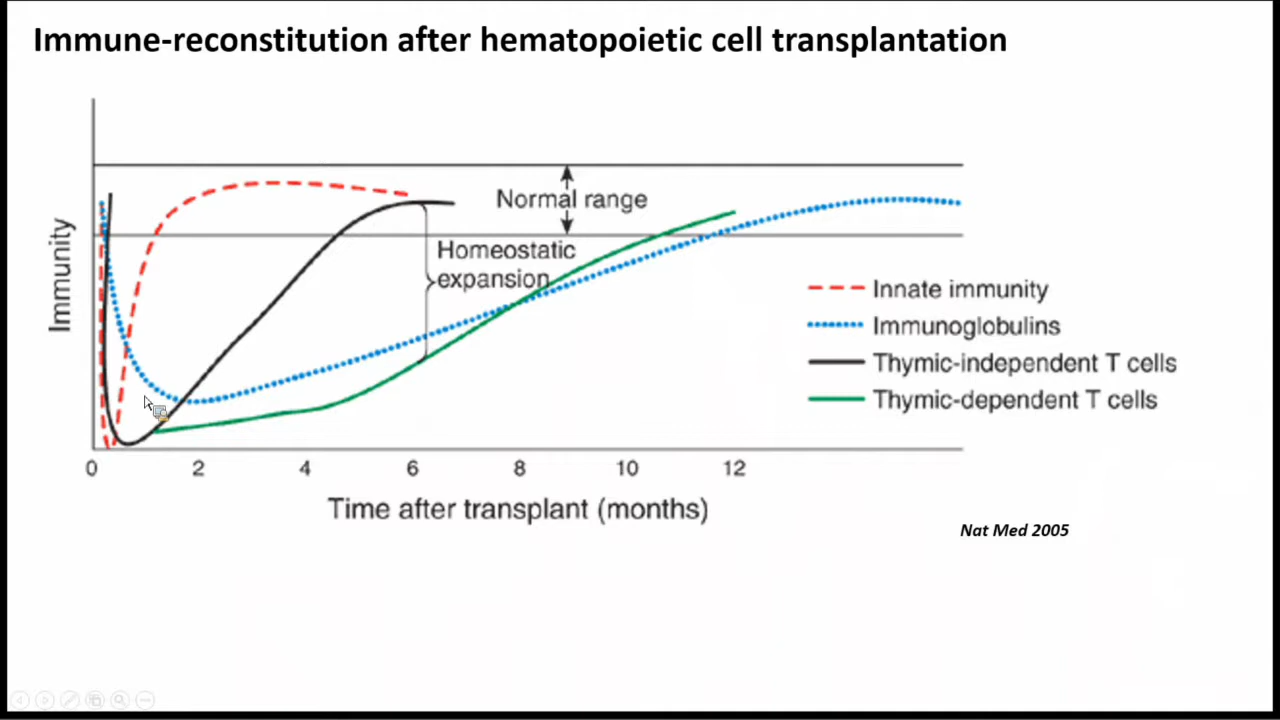 Immune-reconstitution after hematopoietic cell transplantation
Immunity
Normal range
Homeostatic
expansion
Innate immunity
Immunoglobulins
Thymic-independent T cells
Thymic-dependent T cells
0 2 4 6 8 10 12
Time after transplant (months)
Nat Med 2005